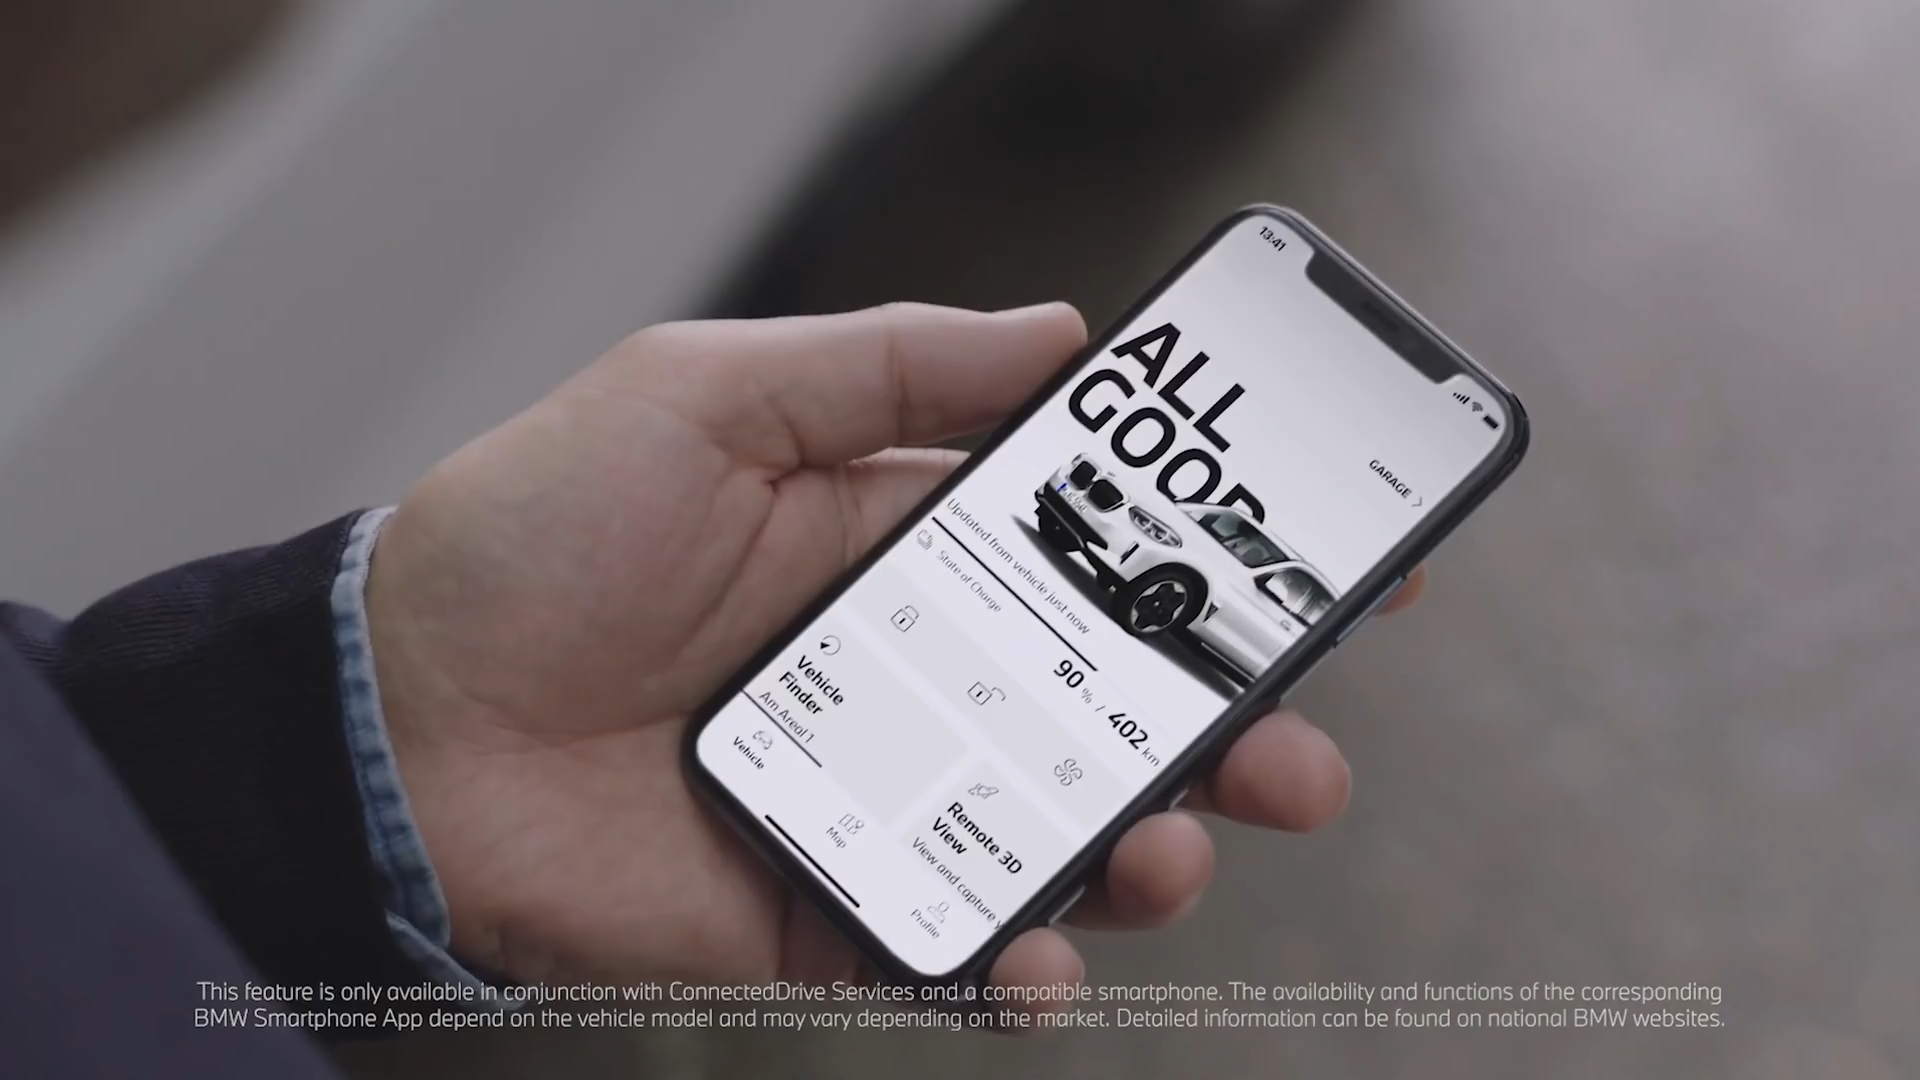 13:41
GARAGE
ALL
GOOD
Updated from vehicle just now
State of Charge
90 % / 402 km
Vehicle
Finder
Am Areal 1
Remote 3D
View
View and capture y
Vehicle
Map
Profile
This feature is only available in conjunction with ConnectedDrive Services and a compatible smartphone. The availability and functions of the corresponding
BMW Smartphone App depend on the vehicle model and may vary depending on the market. Detailed information can be found on national BMW websites.